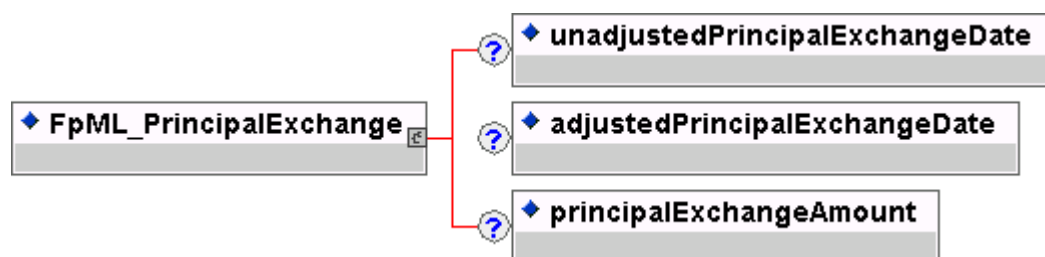 unadjustedPrincipalExchangeDate
?
FpML_PrincipalExchange
adjustedPrincipalExchangeDate
?
principalExchangeAmount
?